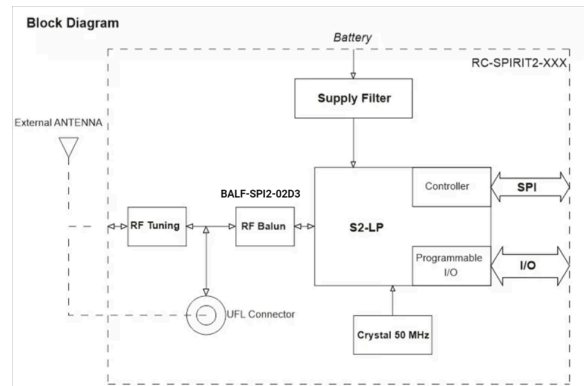 Block Diagram
Battery
RC-SPIRIT2-XXX
Supply Filter
External ANTENNA
BALF-SPI2-02D3
Controller
SPI
RF Tuning
RF Balun
S2-LP
Programmable
I/O
I/O
UFL Connector
Crystal 50 MHz